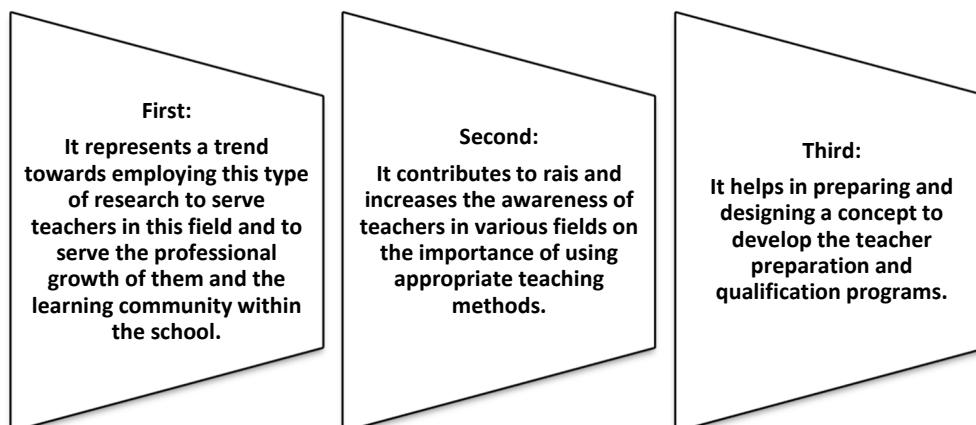 First:
It represents a trend
towards employing this type
of research to serve
teachers in this field and to
serve the professional
growth of them and the
learning community within
the school.
Second:
It contributes to rais and
increases the awareness of
teachers in various fields on
the importance of using
appropriate teaching
methods.
Third:
It helps in preparing and
designing a concept to
develop the teacher
preparation and
qualification programs.